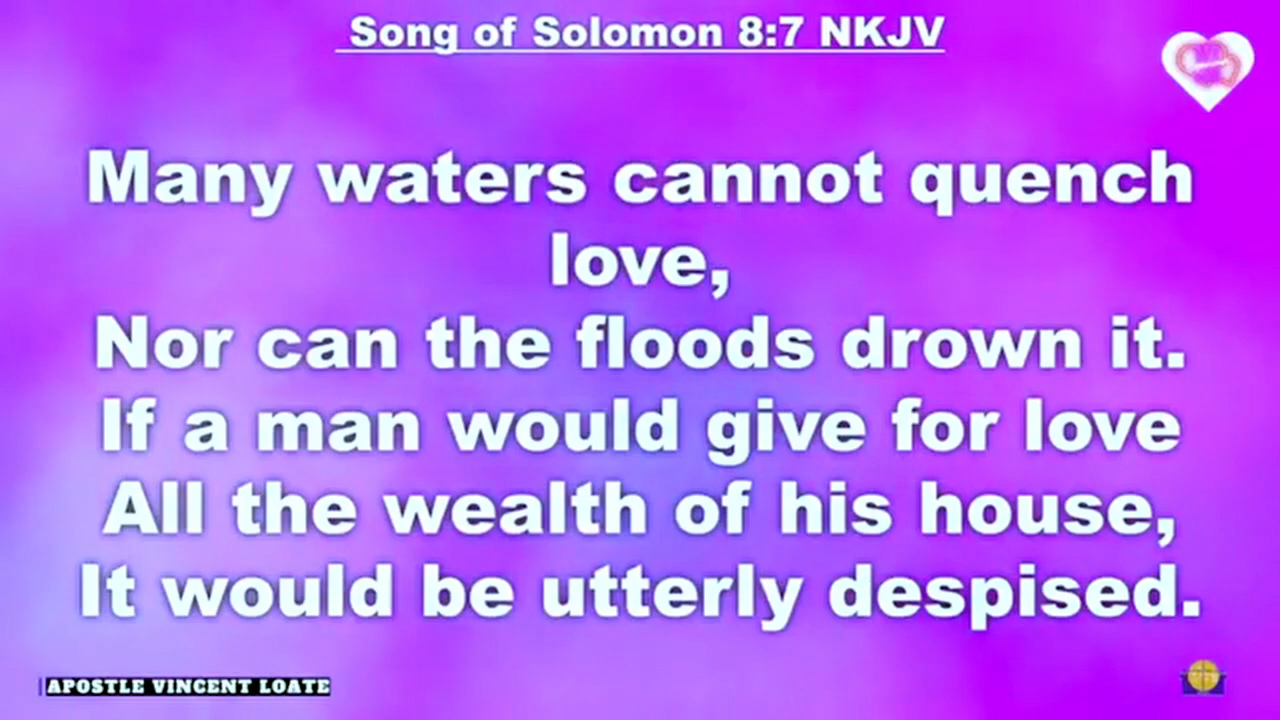 Song of Solomon 8:7 NKJV
Many waters cannot quench
love,
Nor can the floods drown it.
If a man would give for love
All the wealth of his house,
It would be utterly despised.
APOSTLE VINCENT LOATE